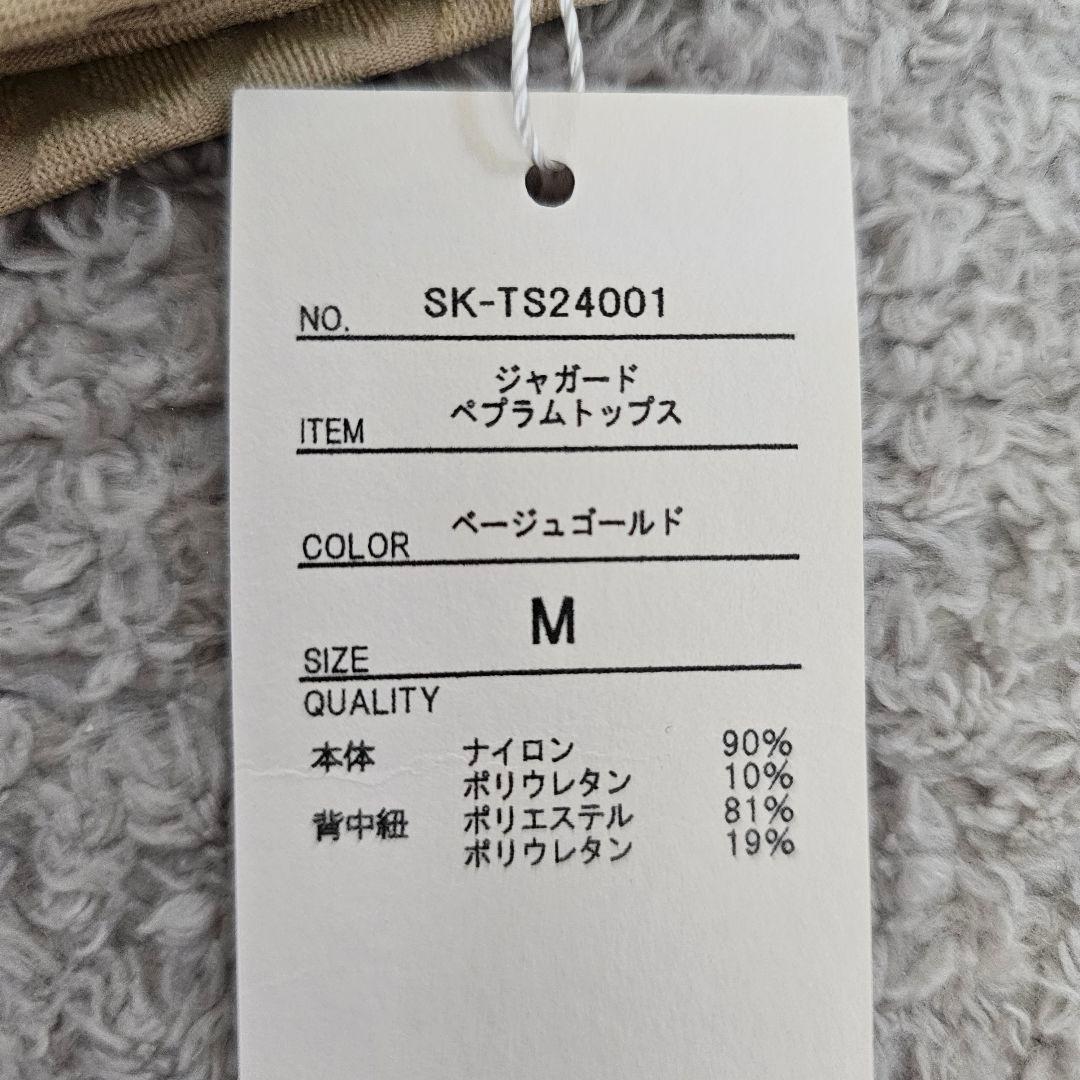 NO. SK-TS24001
ジャガード
ITEM ペプラムトップス
COLOR ベージュゴールド
SIZE M
QUALITY
本体 ナイロン 90%
ポリウレタン 10%
背中紐 ポリエステル 81%
ポリウレタン 19%